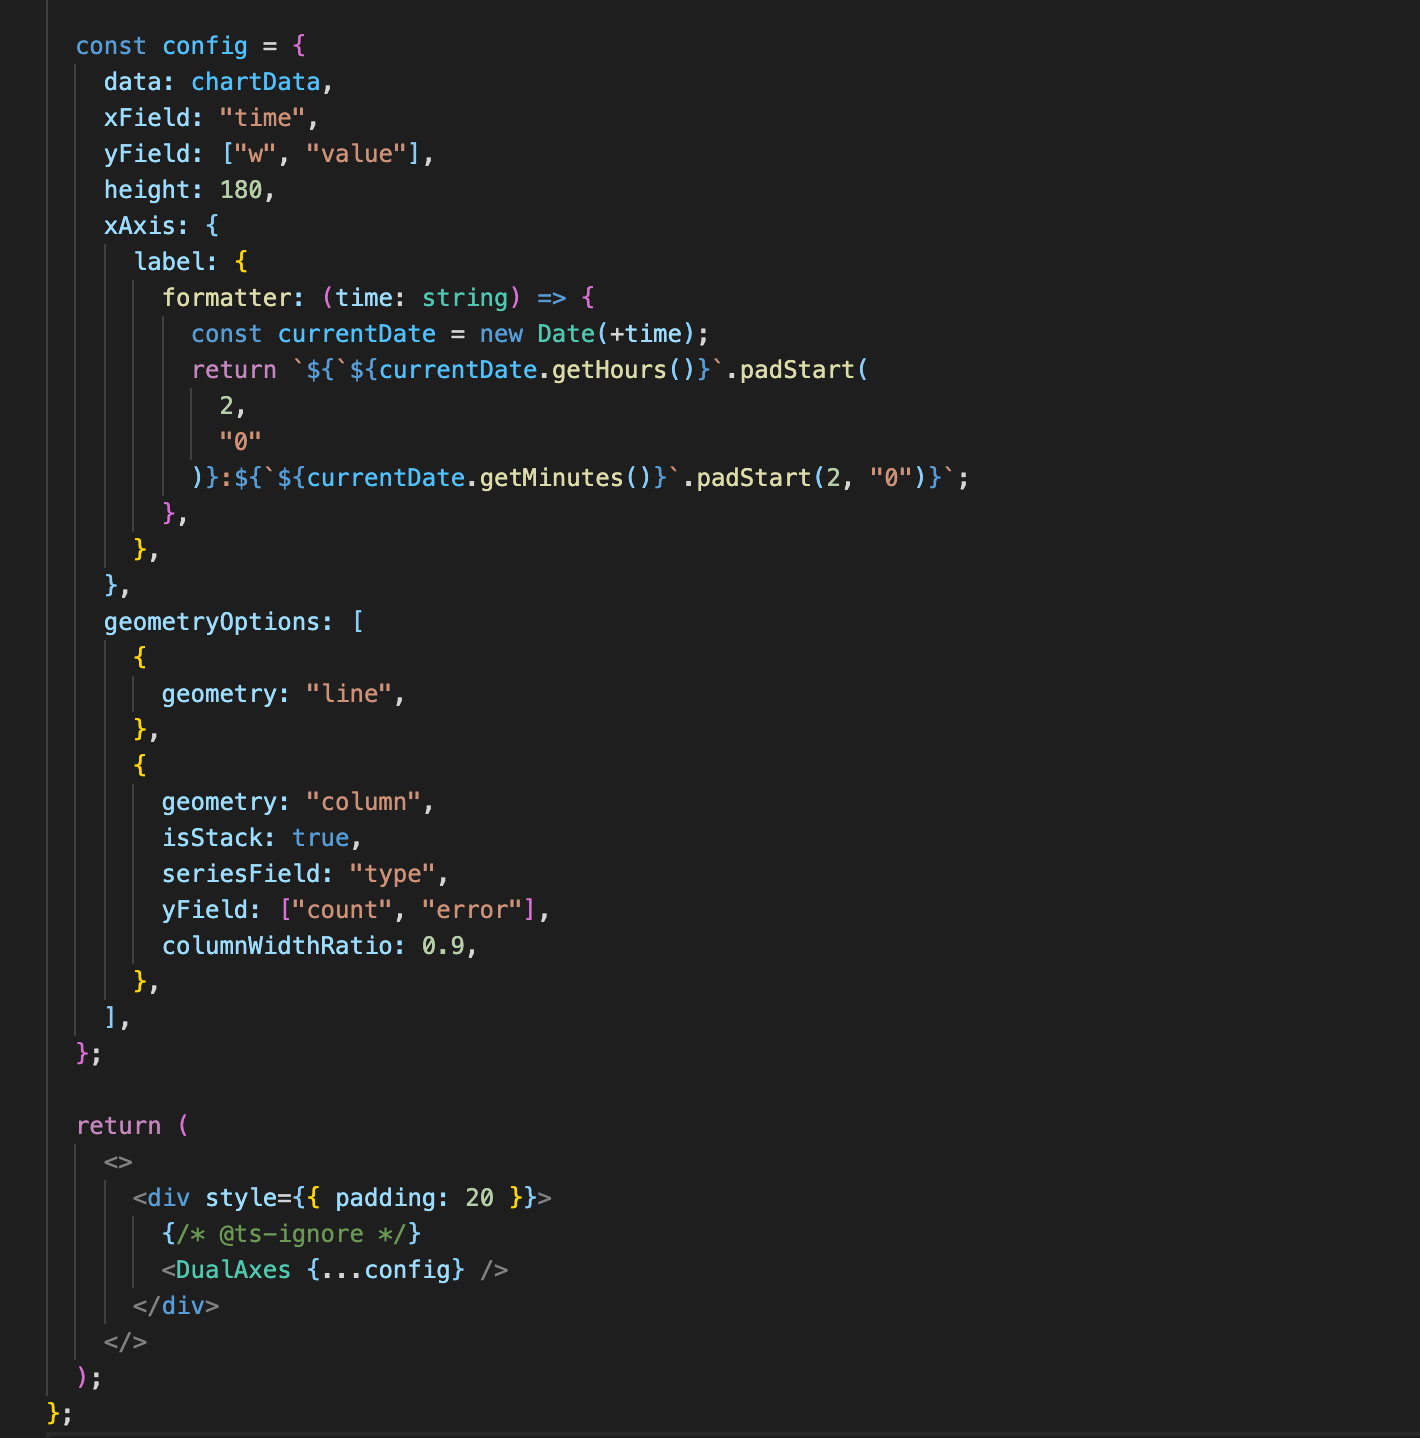 const config = {
data: chartData,
xField: "time",
yField: ["w", "value"],
height: 180,
xAxis: {
label: {
formatter: (time: string) => {
const currentDate = new Date(+time);
return `${`${currentDate.getHours()}`.padStart(
2,
"0"
)}:${`${currentDate.getMinutes()}`.padStart(2, "0")}`;
},
},
},
geometryOptions: [
{
geometry: "line",
},
{
geometry: "column",
isStack: true,
seriesField: "type",
yField: ["count", "error"],
columnWidthRatio: 0.9,
},
],
};
return (
<>
<div style={{ padding: 20 }}>
{/* @ts-ignore */}
<DualAxes {...config} />
</div>
</>
);
};